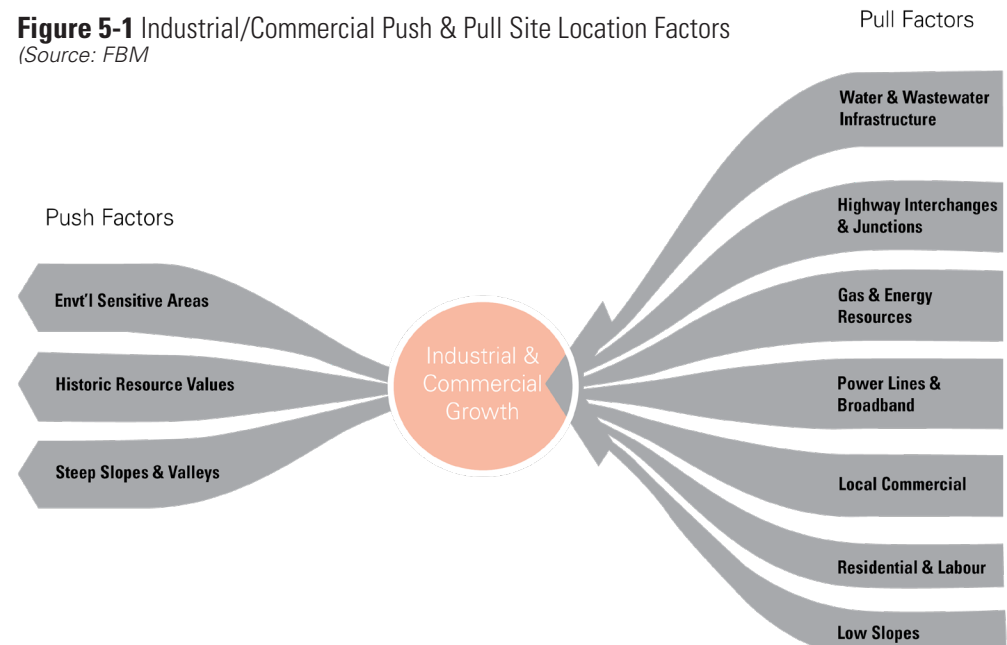 Figure 5-1 Industrial/Commercial Push & Pull Site Location Factors
(Source: FBM
Pull Factors
Water & Wastewater
Infrastructure
Highway Interchanges
& Junctions
Gas & Energy
Resources
Power Lines &
Broadband
Local Commercial
Residential & Labour
Low Slopes
Push Factors
Envt'l Sensitive Areas
Historic Resource Values
Steep Slopes & Valleys
Industrial &
Commercial
Growth